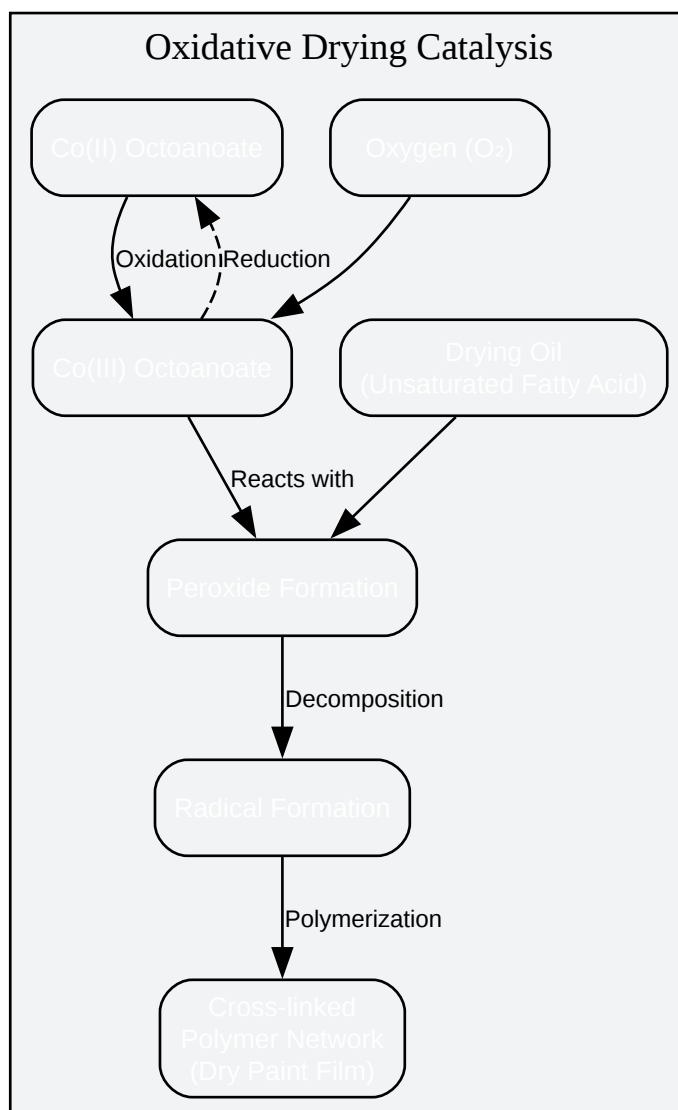 Oxidative Drying Catalysis
Co(II) Octoanoate
Oxygen (O₂)
Oxidation
Reduction
Co(III) Octoanoate
Drying Oil
(Unsaturated Fatty Acid)
Reacts with
Peroxide Formation
Decomposition
Radical Formation
Polymerization
Cross-linked
Polymer Network
(Dry Paint Film)